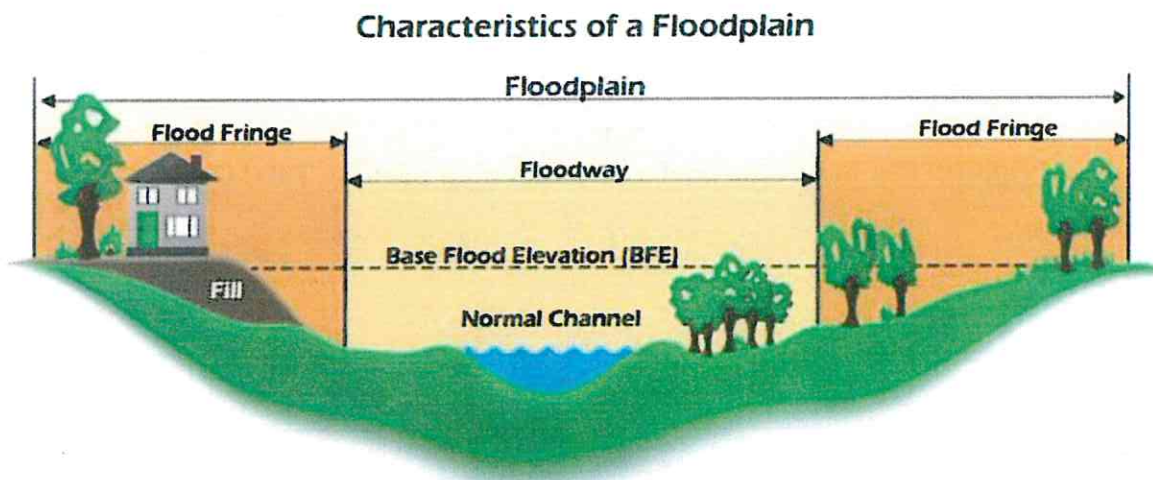 Characteristics of a Floodplain
Floodplain
Flood Fringe
Flood Fringe
Floodway
Base Flood Elevation (BFE)
Fill
Normal Channel